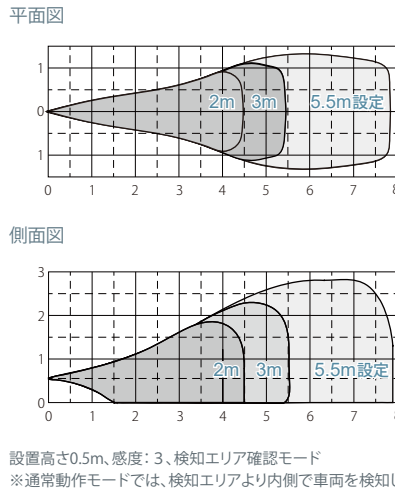 平面図
1
2m 3m 5.5m設定
0
1
0 1 2 3 4 5 6 7 8
側面図
3
2
1
2m 3m 5.5m設定
0
0 1 2 3 4 5 6 7 8
設置高さ0.5m、感度：3、検知エリア確認モード
※通常動作モードでは、検知エリアより内側で車両を検知し